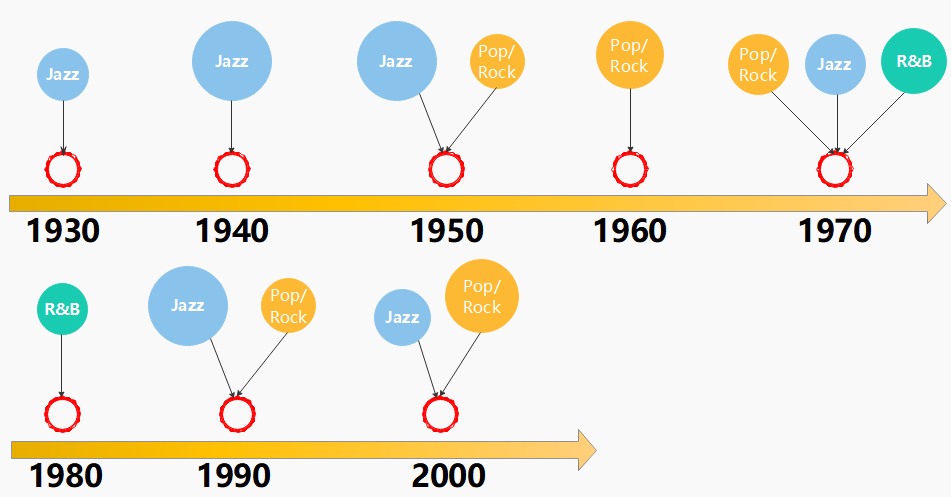 Jazz
Jazz
Jazz
Pop/
Rock
Pop/
Rock
Pop/
Rock
Jazz
R&B
1930
1940
1950
1960
1970
R&B
Jazz
Pop/
Rock
Jazz
Pop/
Rock
1980
1990
2000